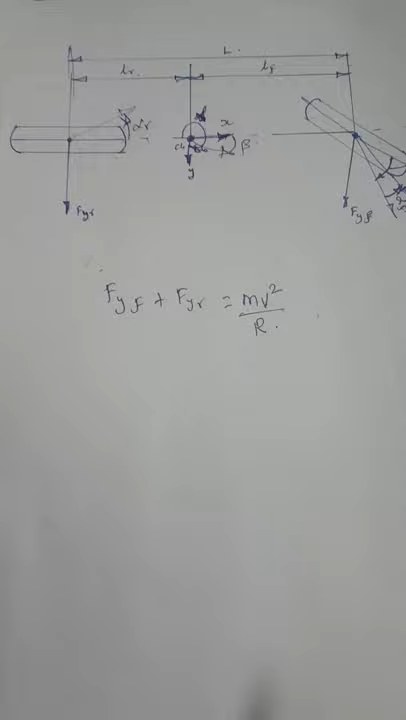 L.
lr. lf
αr x β
y
Fyr Fyf
Fyf + Fyr = mv²
R.